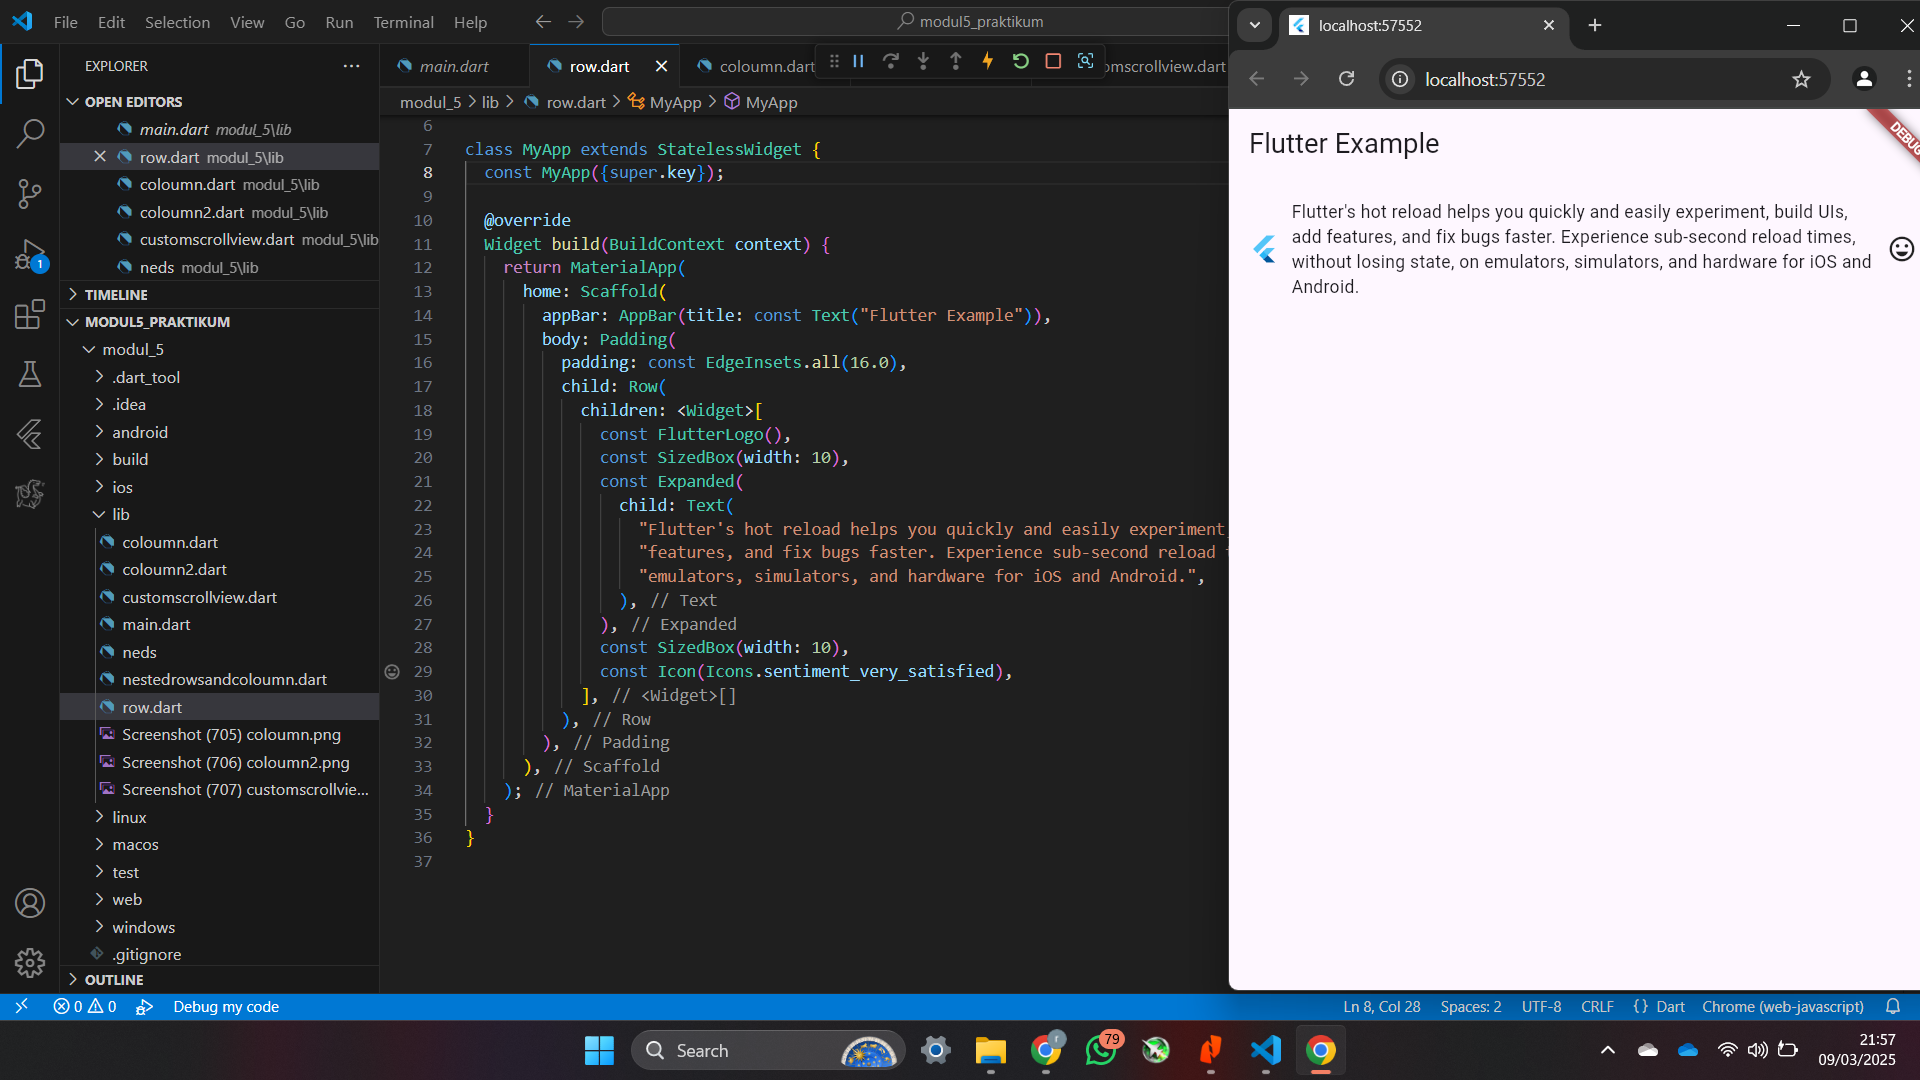 File Edit Selection View Go Run Terminal Help
modul5_praktikum
EXPLORER
OPEN EDITORS
main.dart modul_5\lib
row.dart modul_5\lib
coloumn.dart modul_5\lib
coloumn2.dart modul_5\lib
customscrollview.dart modul_5\lib
neds modul_5\lib
TIMELINE
MODUL5_PRAKTIKUM
modul_5
.dart_tool
.idea
android
build
ios
lib
coloumn.dart
coloumn2.dart
customscrollview.dart
main.dart
neds
nestedrowsandcoloumn.dart
row.dart
Screenshot (705) coloumn.png
Screenshot (706) coloumn2.png
Screenshot (707) customscrollvie...
linux
macos
test
web
windows
.gitignore
OUTLINE
1
main.dart row.dart coloumn.dart omscrollview.dart
modul_5 > lib > row.dart > MyApp > MyApp
6
7 class MyApp extends StatelessWidget {
8 const MyApp({super.key});
9
10 @override
11 Widget build(BuildContext context) {
12 return MaterialApp(
13 home: Scaffold(
14 appBar: AppBar(title: const Text("Flutter Example")),
15 body: Padding(
16 padding: const EdgeInsets.all(16.0),
17 child: Row(
18 children: <Widget>[
19 const FlutterLogo(),
20 const SizedBox(width: 10),
21 const Expanded(
22 child: Text(
23 "Flutter's hot reload helps you quickly and easily experiment,
24 "features, and fix bugs faster. Experience sub-second reload
25 "emulators, simulators, and hardware for iOS and Android.",
26 ), // Text
27 ), // Expanded
28 const SizedBox(width: 10),
29 const Icon(Icons.sentiment_very_satisfied),
30 ], // <Widget>[]
31 ), // Row
32 ), // Padding
33 ), // Scaffold
34 ); // MaterialApp
35 }
36 }
37
localhost:57552
localhost:57552
DEBUG
Flutter Example
Flutter's hot reload helps you quickly and easily experiment, build UIs,
add features, and fix bugs faster. Experience sub-second reload times,
without losing state, on emulators, simulators, and hardware for iOS and
Android.
0 0 Debug my code
Ln 8, Col 28 Spaces: 2 UTF-8 CRLF {} Dart Chrome (web-javascript)
Search
r
79
21:57
09/03/2025